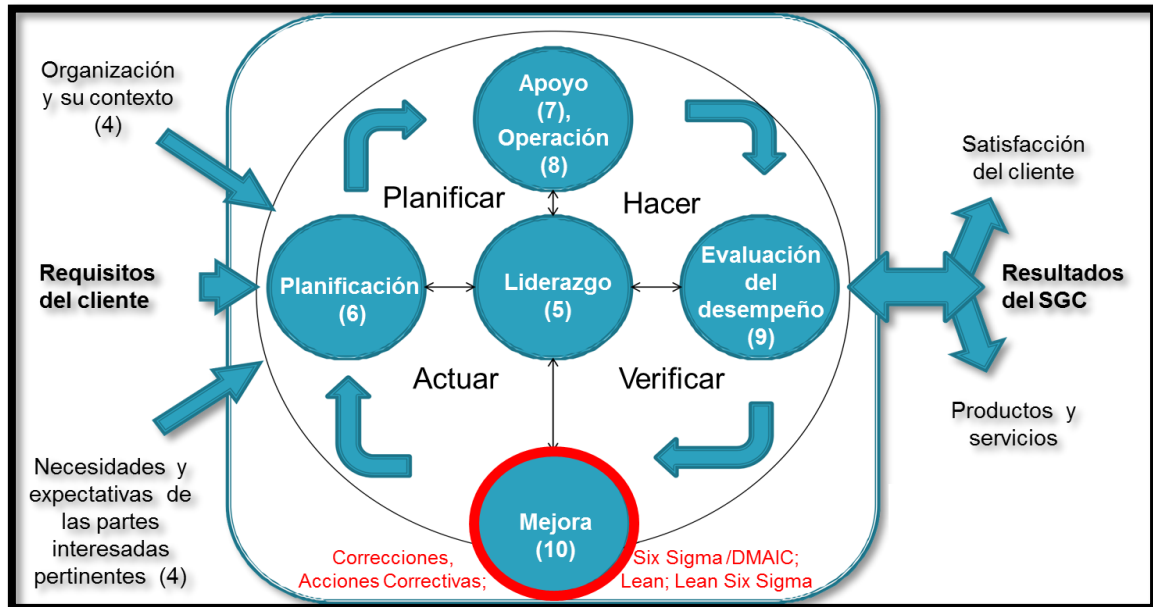 Organización
y su contexto
(4)
Requisitos
del cliente
Necesidades y
expectativas de
las partes
interesadas
pertinentes (4)
Apoyo
(7),
Operación
(8)
Planificar
Hacer
Planificación
(6)
Liderazgo
(5)
Evaluación
del
desempeño
(9)
Actuar
Verificar
Mejora
(10)
Correcciones,
Acciones Correctivas;
Six Sigma/DMAIC;
Lean; Lean Six Sigma
Satisfacción
del cliente
Resultados
del SGC
Productos y
servicios